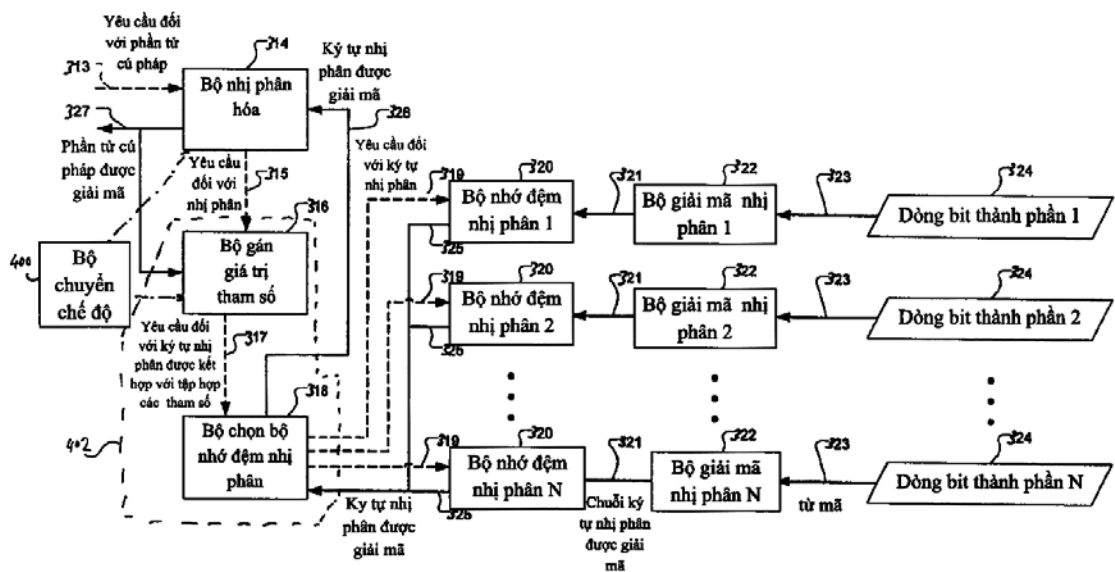 Yêu cầu đối
với phần tử
cú pháp
313
314
Bộ nhị phân
hóa
Ký tự nhị
phân được
giải mã
326
327
Phần tử cú
pháp được
giải mã
Yêu cầu
đối với
nhị phân
315
316
Bộ gán
giá trị
tham số
400
Bộ
chuyển
chế độ
Yêu cầu đối
với ký tự nhị
phân được kết
hợp với tập hợp
các tham số
317
318
Bộ chọn bộ
nhớ đệm nhị
phân
402
Yêu cầu đối
với ký tự
nhị phân
319
320
Bộ nhớ đệm
nhị phân 1
325
321
322
Bộ giải mã nhị
phân 1
323
324
Dòng bit thành phần 1
319
320
Bộ nhớ đệm
nhị phân 2
325
321
322
Bộ giải mã nhị
phân 2
323
324
Dòng bit thành phần 2
319
320
Bộ nhớ đệm
nhị phân N
325
Ky tự nhị
phân được
giải mã
321
Chuỗi ký
tự nhị phân
được giải
mã
322
Bộ giải mã
nhị phân N
323
từ mã
324
Dòng bit thành phần N